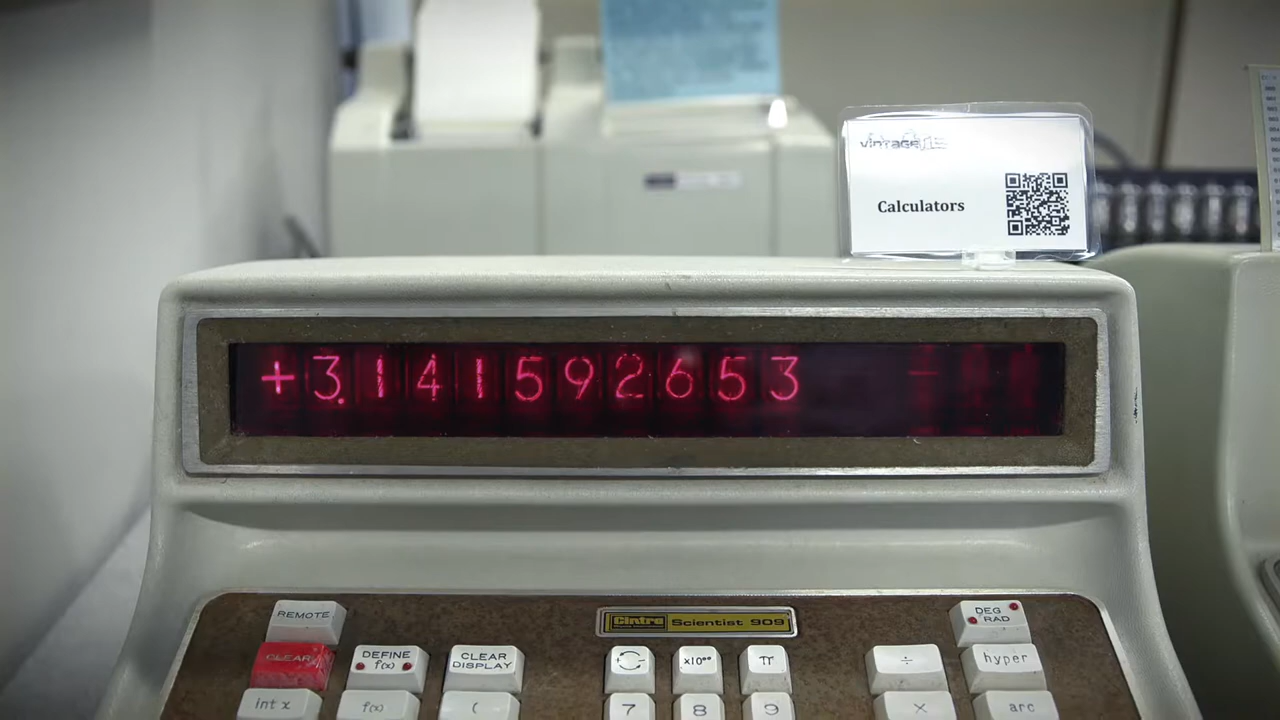 VINTAGE
Calculators
+3.141592653
REMOTE
DEG
RAD
Cintra
Scientist 909
CLEAR
DEFINE
f(x)
CLEAR
DISPLAY
π
÷
hyper
int x
f(x)
(
7
8
9
×
arc